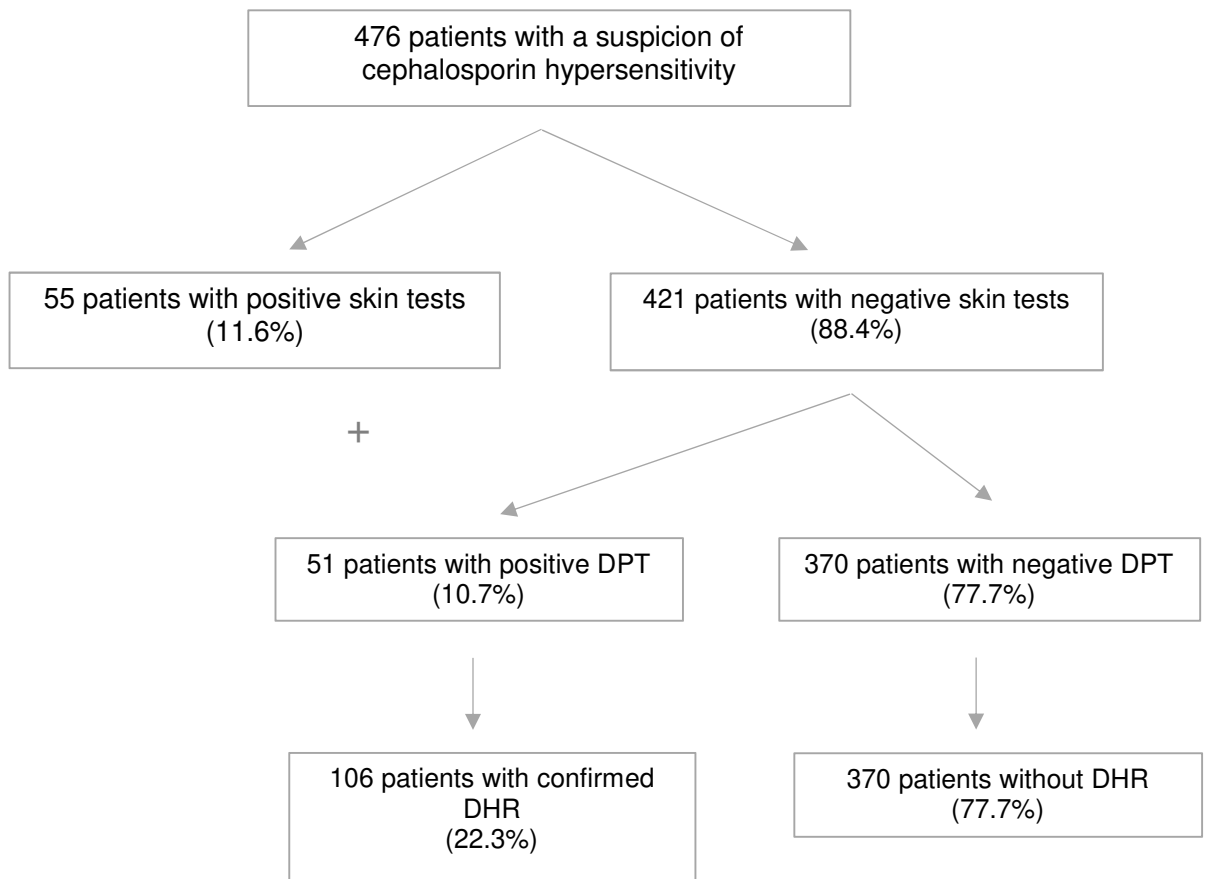 476 patients with a suspicion of
cephalosporin hypersensitivity
55 patients with positive skin tests
(11.6%)
421 patients with negative skin tests
(88.4%)
+
51 patients with positive DPT
(10.7%)
370 patients with negative DPT
(77.7%)
106 patients with confirmed
DHR
(22.3%)
370 patients without DHR
(77.7%)